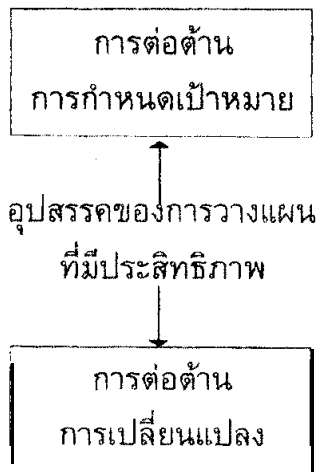 การต่อต้าน
การกำหนดเป้าหมาย
อุปสรรคของการวางแผน
ที่มีประสิทธิภาพ
การต่อต้าน
การเปลี่ยนแปลง